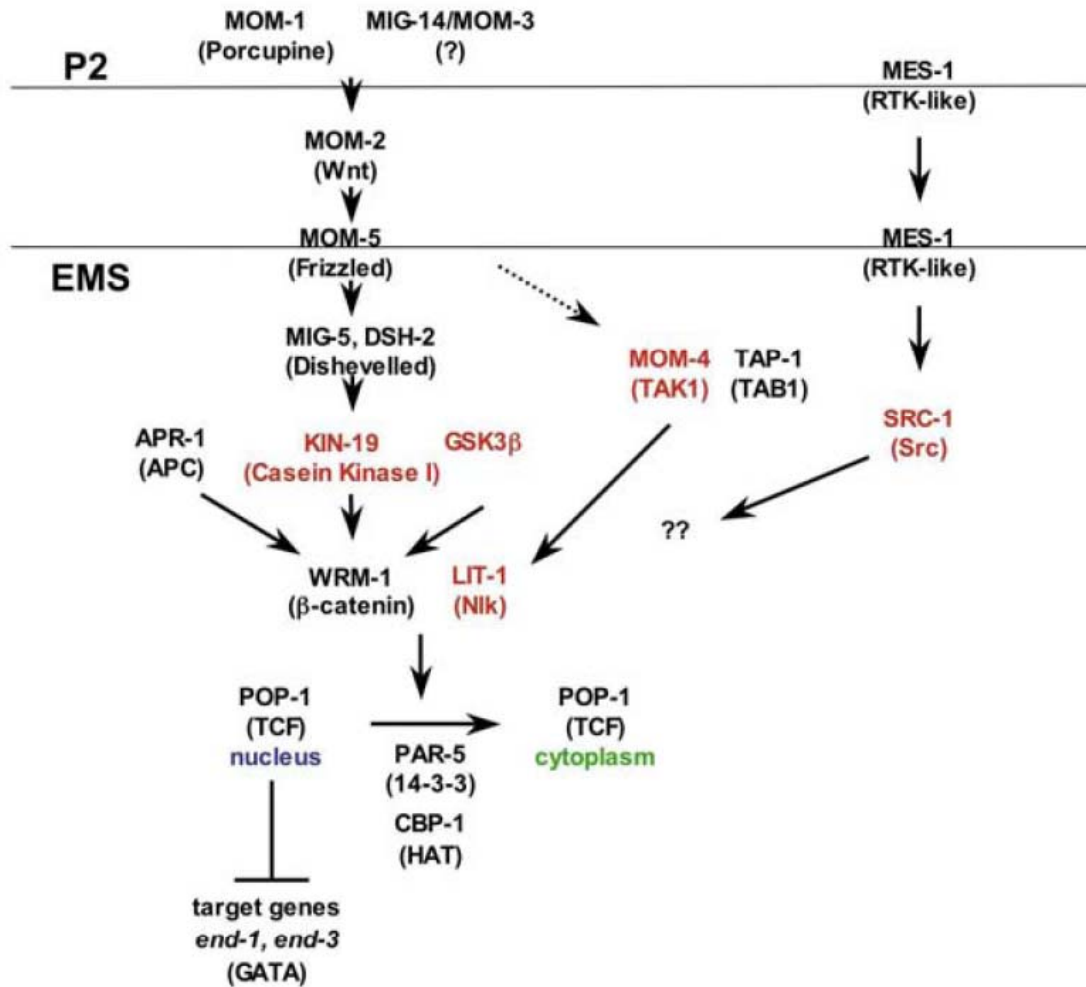 MOM-1
(Porcupine)
MIG-14/MOM-3
(?)
P2
MES-1
(RTK-like)
MOM-2
(Wnt)
MOM-5
(Frizzled)
MES-1
(RTK-like)
EMS
MIG-5, DSH-2
(Dishevelled)
MOM-4
(TAK1)
TAP-1
(TAB1)
SRC-1
(Src)
APR-1
(APC)
KIN-19
(Casein Kinase I)
GSK3β
??
WRM-1
(β-catenin)
LIT-1
(Nlk)
POP-1
(TCF)
nucleus
PAR-5
(14-3-3)
CBP-1
(HAT)
POP-1
(TCF)
cytoplasm
target genes
end-1, end-3
(GATA)